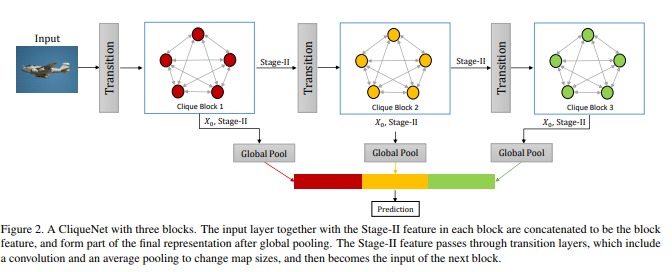 Input
Transition
Clique Block 1
Stage-II
Transition
Clique Block 2
Stage-II
Transition
Clique Block 3
X₀, Stage-II
X₀, Stage-II
X₀, Stage-II
Global Pool
Global Pool
Global Pool
Prediction
Figure 2. A CliqueNet with three blocks. The input layer together with the Stage-II feature in each block are concatenated to be the block
feature, and form part of the final representation after global pooling. The Stage-II feature passes through transition layers, which include
a convolution and an average pooling to change map sizes, and then becomes the input of the next block.